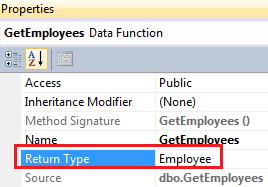 Properties
GetEmployees Data Function
Access Public
Inheritance Modifier (None)
Method Signature GetEmployees ()
Name GetEmployees
Return Type Employee
Source dbo.GetEmployees